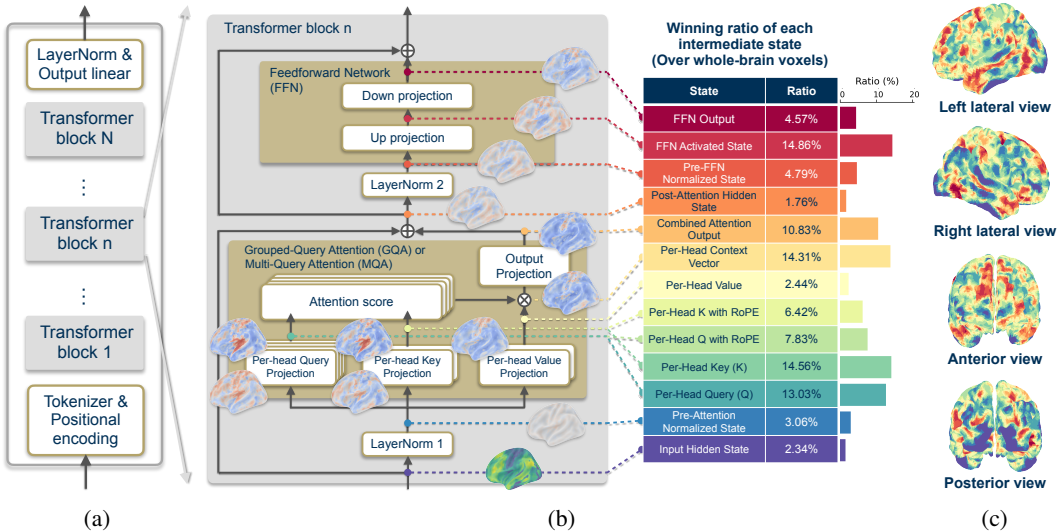 LayerNorm &
Output linear
Transformer
block N
⋮
Transformer
block n
⋮
Transformer
block 1
Tokenizer &
Positional
encoding
(a)
Transformer block n
Feedforward Network
(FFN)
Down projection
Up projection
LayerNorm 2
Grouped-Query Attention (GQA) or
Multi-Query Attention (MQA)
Output
Projection
Attention score
Per-head Query
Projection
Per-head Key
Projection
Per-head Value
Projection
LayerNorm 1
Winning ratio of each
intermediate state
(Over whole-brain voxels)
State Ratio
Ratio (%)
0 10 20
FFN Output 4.57%
FFN Activated State 14.86%
Pre-FFN
Normalized State 4.79%
Post-Attention Hidden
State 1.76%
Combined Attention
Output 10.83%
Per-Head Context
Vector 14.31%
Per-Head Value 2.44%
Per-Head K with RoPE 6.42%
Per-Head Q with RoPE 7.83%
Per-Head Key (K) 14.56%
Per-Head Query (Q) 13.03%
Pre-Attention
Normalized State 3.06%
Input Hidden State 2.34%
(b)
Left lateral view
Right lateral view
Anterior view
Posterior view
(c)